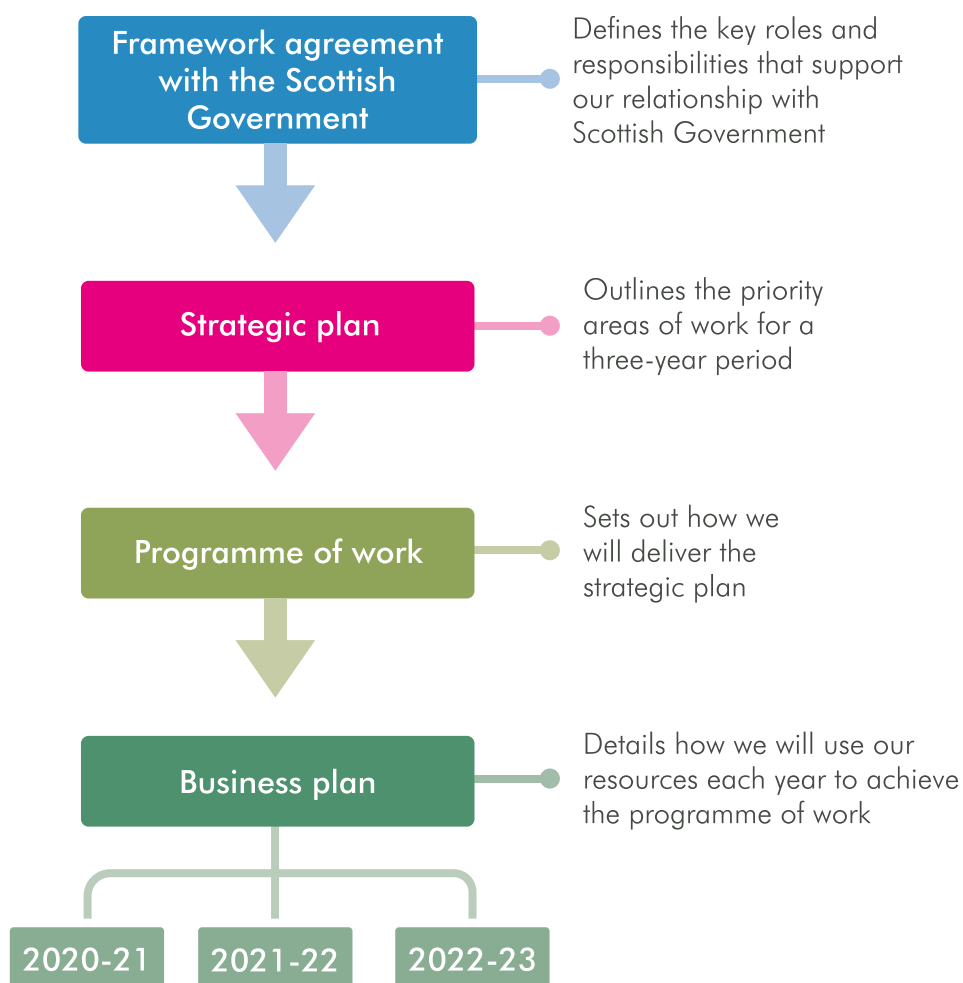 Framework agreement
with the Scottish
Government
Defines the key roles and
responsibilities that support
our relationship with
Scottish Government
Strategic plan
Outlines the priority
areas of work for a
three-year period
Programme of work
Sets out how we
will deliver the
strategic plan
Business plan
Details how we will use our
resources each year to achieve
the programme of work
2020-21
2021-22
2022-23